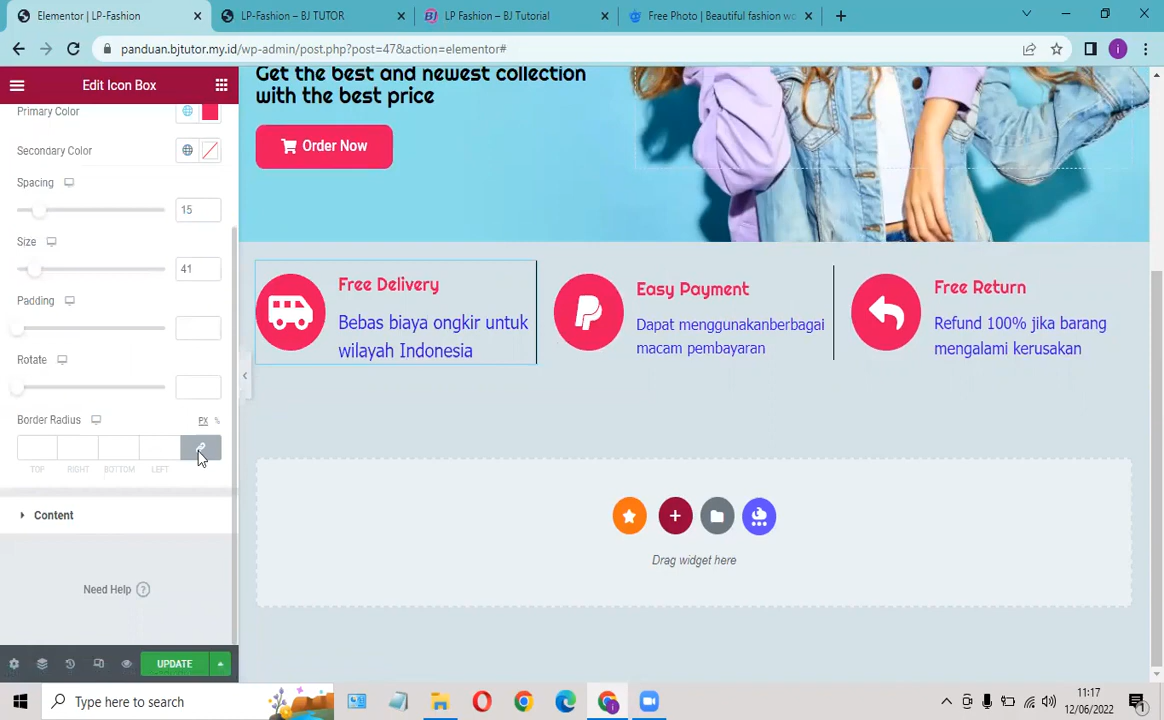 Elementor | LP-Fashion
LP-Fashion – BJ TUTOR
LP Fashion – BJ Tutorial
Free Photo | Beautiful fashion wo
panduan.bjtutor.my.id/wp-admin/post.php?post=47&action=elementor#
Edit Icon Box
Primary Color
Secondary Color
Spacing
15
Size
41
Padding
Rotate
Border Radius
PX %
TOP RIGHT BOTTOM LEFT
Content
Need Help ?
UPDATE
Get the best and newest collection
with the best price
Order Now
Free Delivery
Bebas biaya ongkir untuk
wilayah Indonesia
Easy Payment
Dapat menggunakanberbagai
macam pembayaran
Free Return
Refund 100% jika barang
mengalami kerusakan
Drag widget here
Type here to search
11:17
12/06/2022